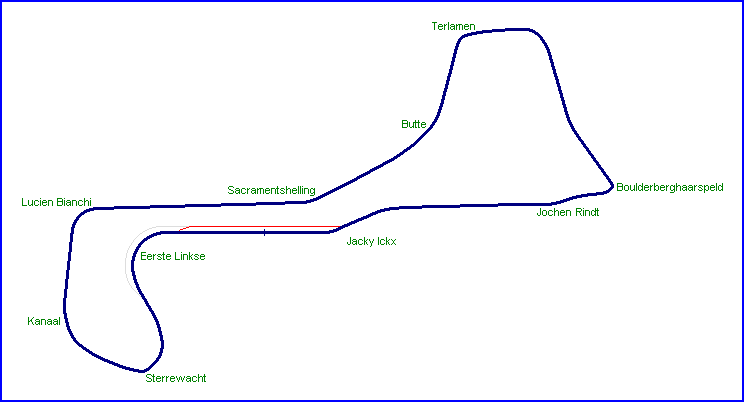 Terlamen
Butte
Sacramentshelling
Boulderberghaarspeld
Lucien Bianchi
Jochen Rindt
Jacky Ickx
Eerste Linkse
Kanaal
Sterrewacht